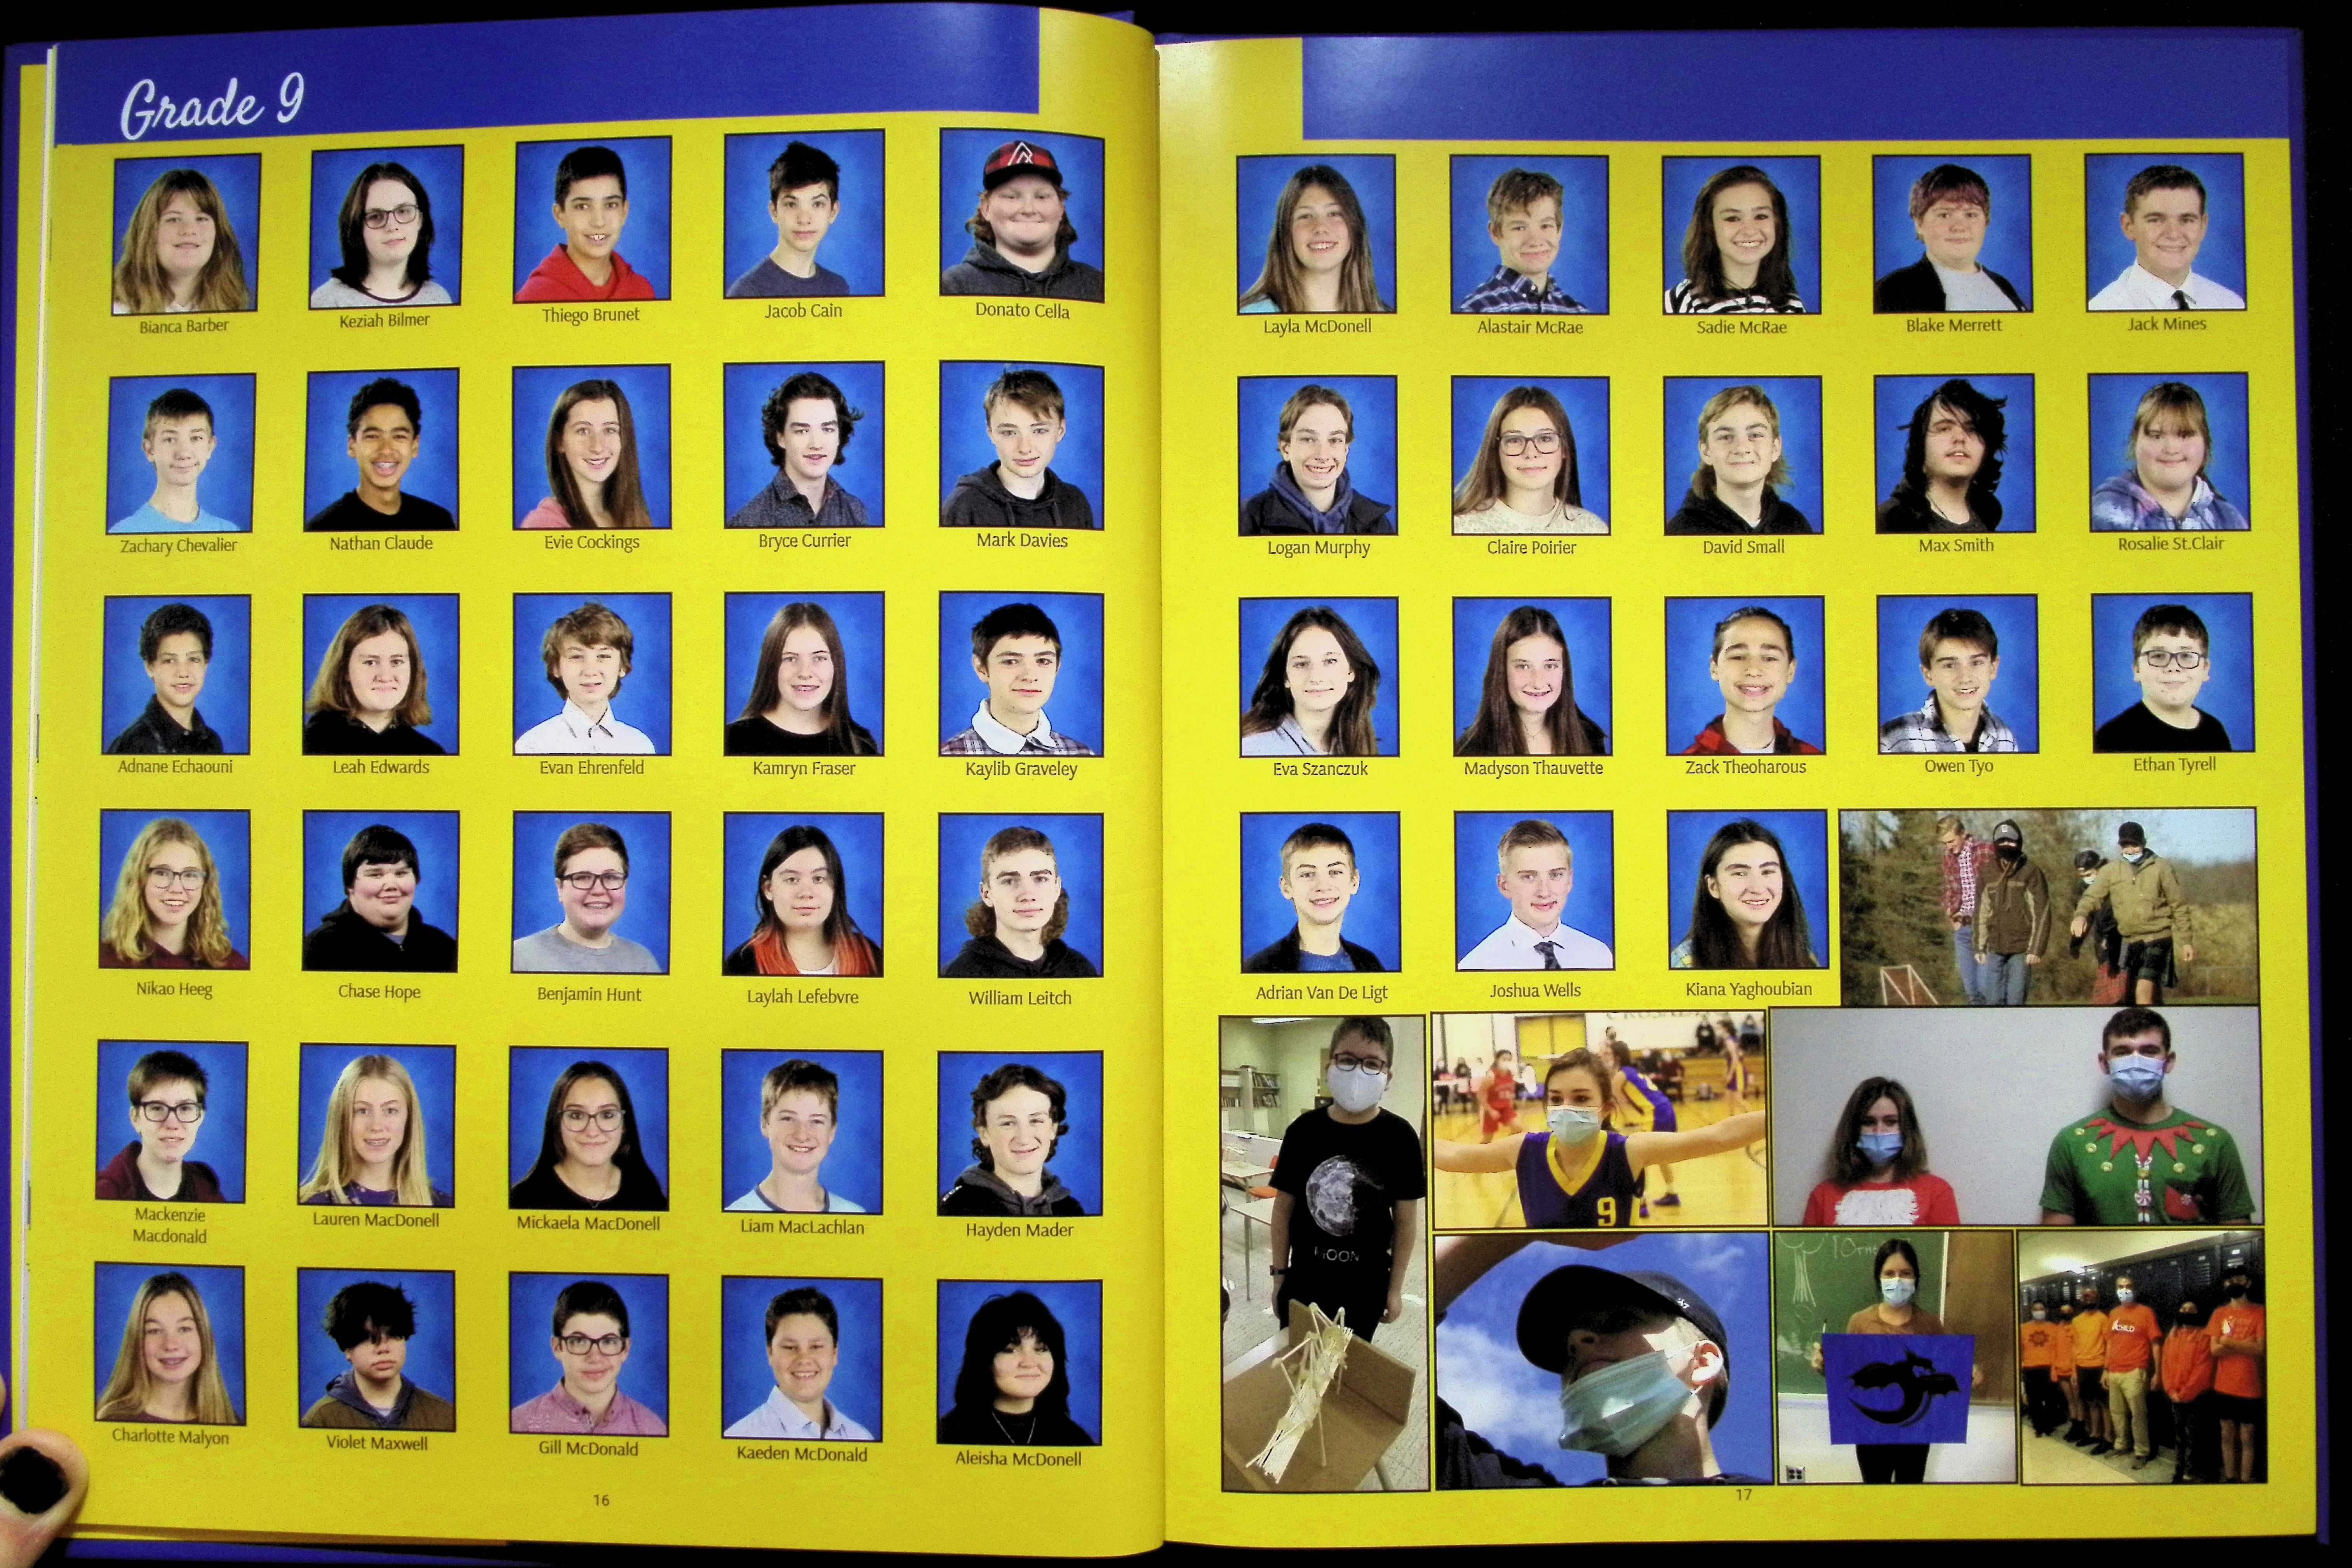 Grade 9
Bianca Barber
Keziah Bilmer
Thiego Brunet
Jacob Cain
Donato Cella
Zachary Chevalier
Nathan Claude
Evie Cockings
Bryce Currier
Mark Davies
Adnane Echaouni
Leah Edwards
Evan Ehrenfeld
Kamryn Fraser
Kaylib Graveley
Nikao Heeg
Chase Hope
Benjamin Hunt
Laylah Lefebvre
William Leitch
Mackenzie
Macdonald
Lauren MacDonell
Mickaela MacDonell
Liam MacLachlan
Hayden Mader
Charlotte Malyon
Violet Maxwell
Gill McDonald
Kaeden McDonald
Aleisha McDonell
16
Layla McDonell
Alastair McRae
Sadie McRae
Blake Merrett
Jack Mines
Logan Murphy
Claire Poirier
David Small
Max Smith
Rosalie St.Clair
Eva Szanczuk
Madyson Thauvette
Zack Theoharous
Owen Tyo
Ethan Tyrell
Adrian Van De Ligt
Joshua Wells
Kiana Yaghoubian
MOON
9
'47
CHILD
17